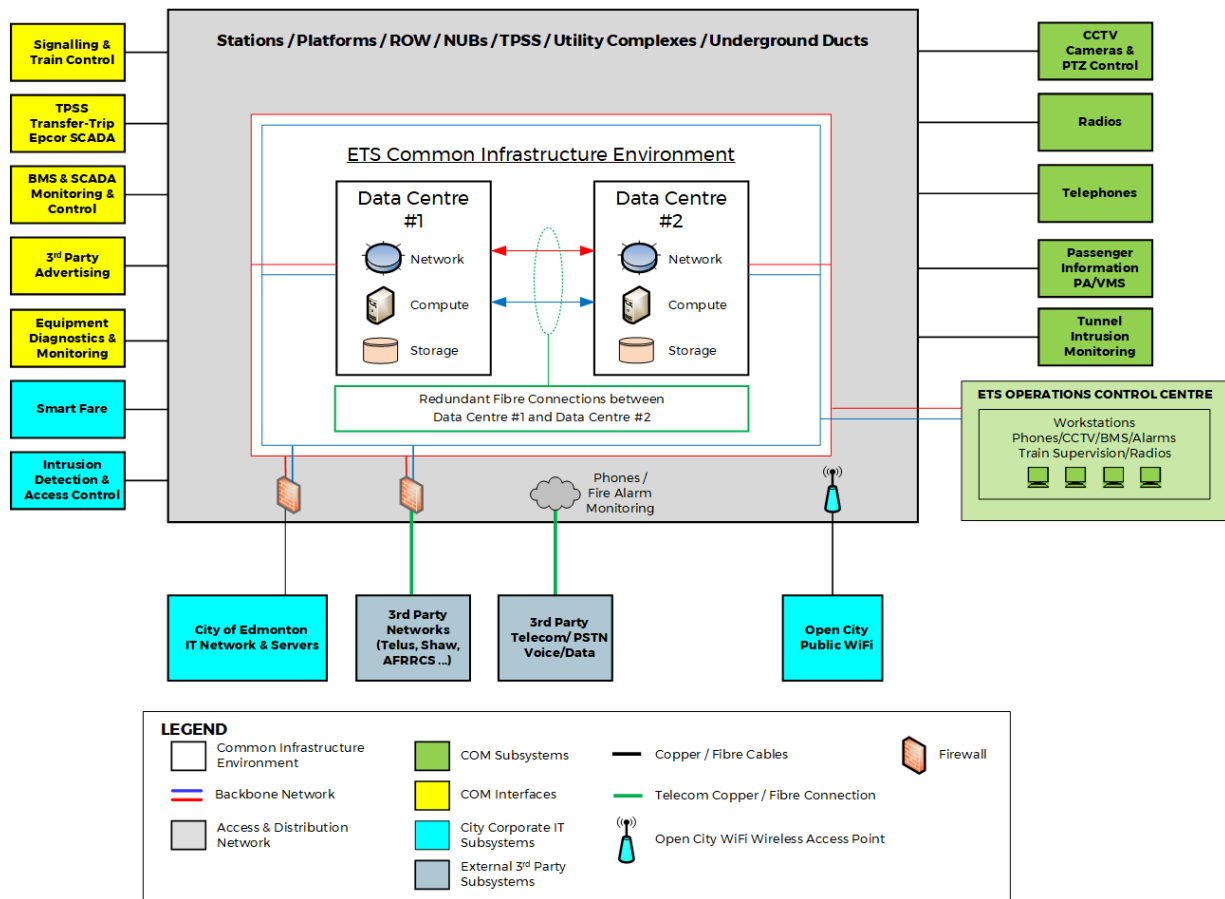 Stations / Platforms / ROW / NUBs / TPSS / Utility Complexes / Underground Ducts
Signalling &
Train Control
TPSS
Transfer-Trip
Epcor SCADA
BMS & SCADA
Monitoring &
Control
3rd Party
Advertising
Equipment
Diagnostics &
Monitoring
Smart Fare
Intrusion
Detection &
Access Control
ETS Common Infrastructure Environment
Data Centre
#1
Network
Compute
Storage
Data Centre
#2
Network
Compute
Storage
Redundant Fibre Connections between
Data Centre #1 and Data Centre #2
CCTV
Cameras &
PTZ Control
Radios
Telephones
Passenger
Information
PA/VMS
Tunnel
Intrusion
Monitoring
ETS OPERATIONS CONTROL CENTRE
Workstations
Phones/CCTV/BMS/Alarms
Train Supervision/Radios
Phones /
Fire Alarm
Monitoring
City of Edmonton
IT Network & Servers
3rd Party
Networks
(Telus, Shaw,
AFRRCS ...)
3rd Party
Telecom/ PSTN
Voice/Data
Open City
Public WiFi
LEGEND
Common Infrastructure
Environment
Backbone Network
Access & Distribution
Network
COM Subsystems
COM Interfaces
City Corporate IT
Subsystems
External 3rd Party
Subsystems
Copper / Fibre Cables
Telecom Copper / Fibre Connection
Open City WiFi Wireless Access Point
Firewall